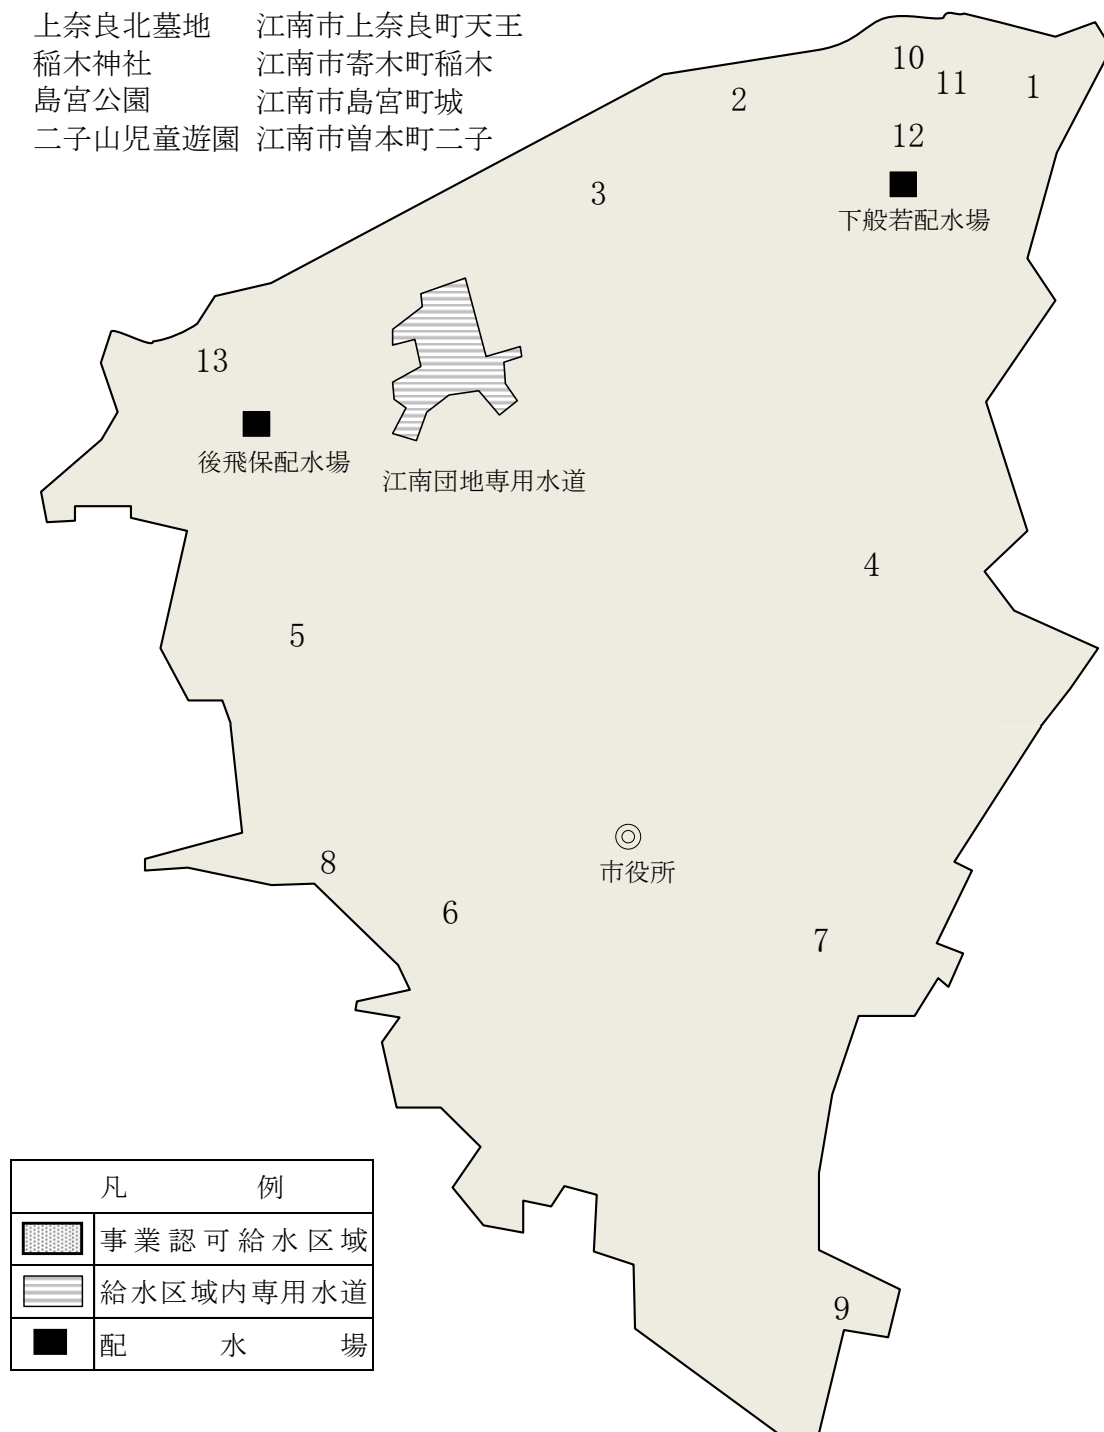 上奈良北墓地 江南市上奈良町天王
稲木神社 江南市寄木町稲木
島宮公園 江南市島宮町城
二子山児童遊園 江南市曽本町二子
10
11
1
2
12
3
下般若配水場
13
後飛保配水場
江南団地専用水道
4
5
市役所
8
6
7
9
凡例
事業認可給水区域
給水区域内専用水道
配水場